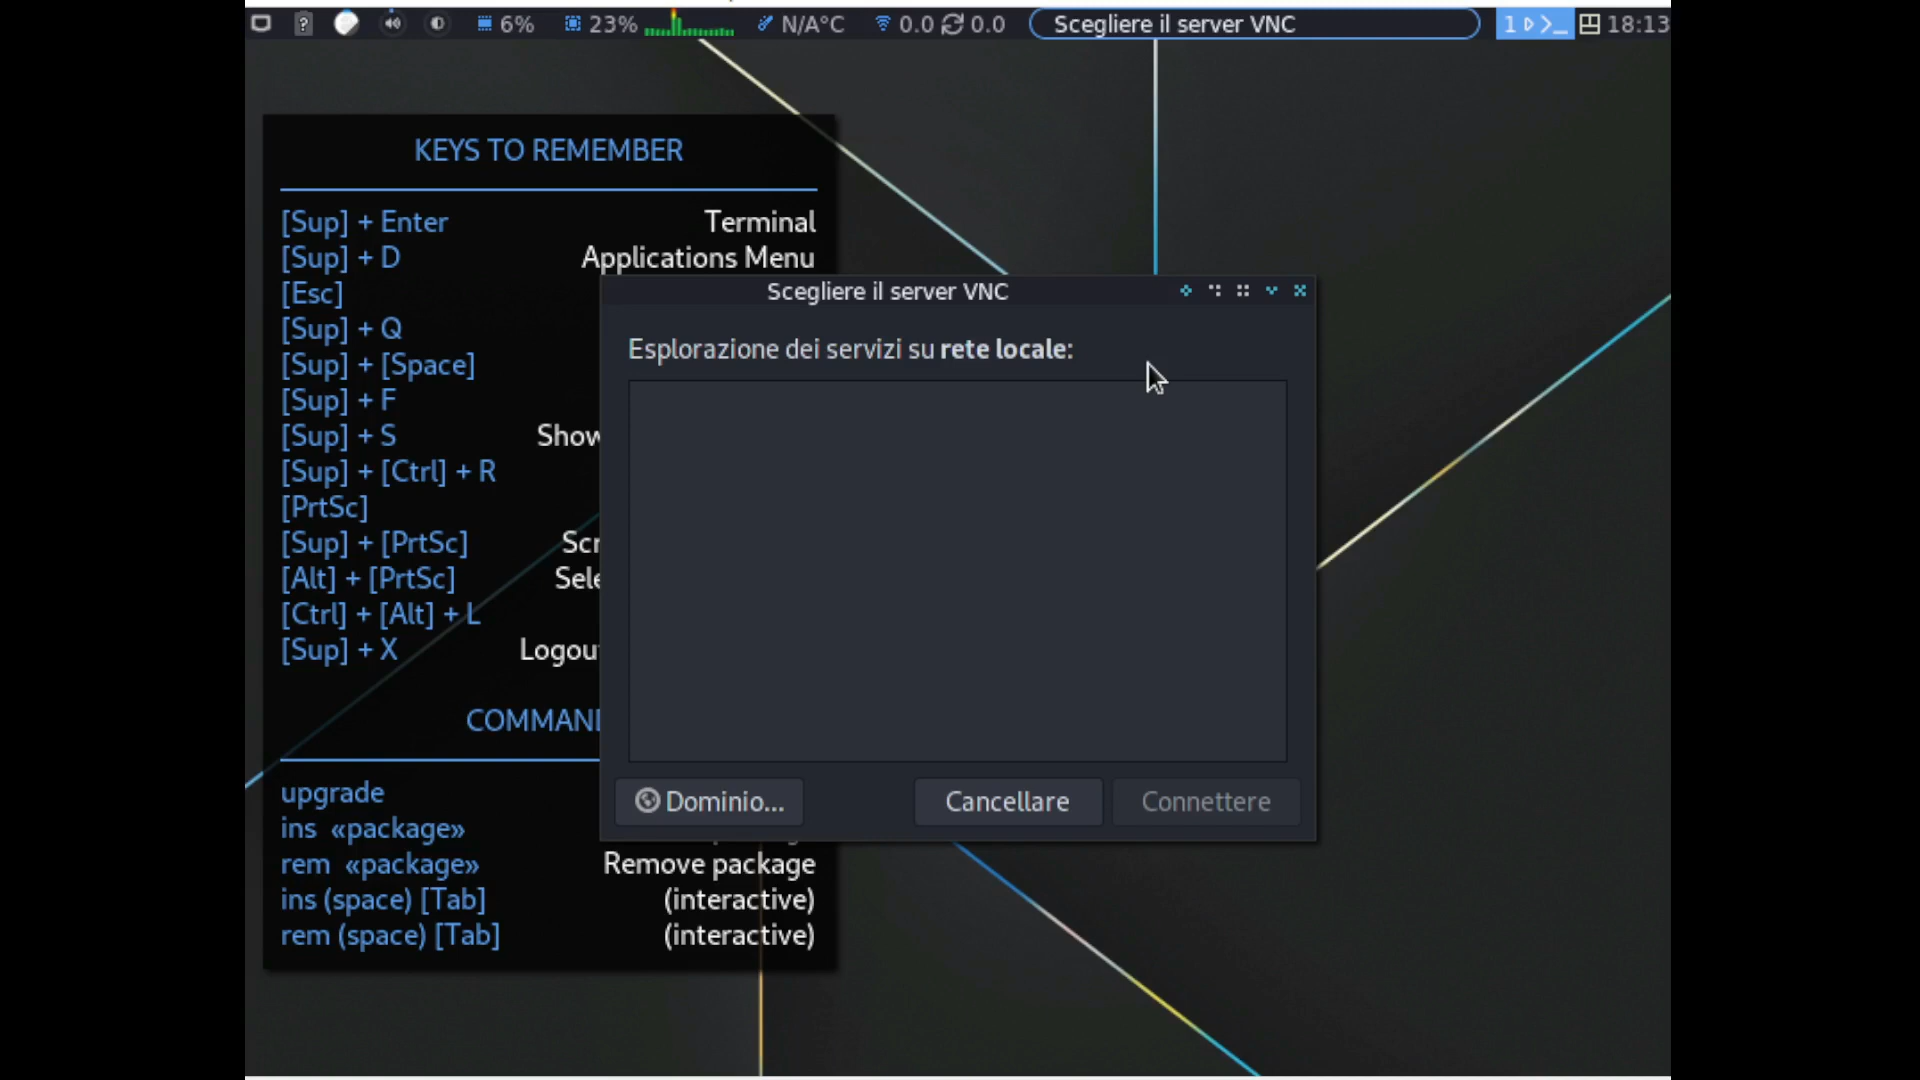 6% 23% N/A°C 0.0 0.0 Scegliere il server VNC 1 18:13
KEYS TO REMEMBER
[Sup] + Enter Terminal
[Sup] + D Applications Menu
[Esc]
[Sup] + Q
[Sup] + [Space]
[Sup] + F
[Sup] + S Show
[Sup] + [Ctrl] + R
[PrtSc]
[Sup] + [PrtSc] Scr
[Alt] + [PrtSc] Sele
[Ctrl] + [Alt] + L
[Sup] + X Logou
COMMAND
upgrade
ins «package»
rem «package» Remove package
ins (space) [Tab] (interactive)
rem (space) [Tab] (interactive)
Scegliere il server VNC
Esplorazione dei servizi su rete locale:
Dominio... Cancellare Connettere